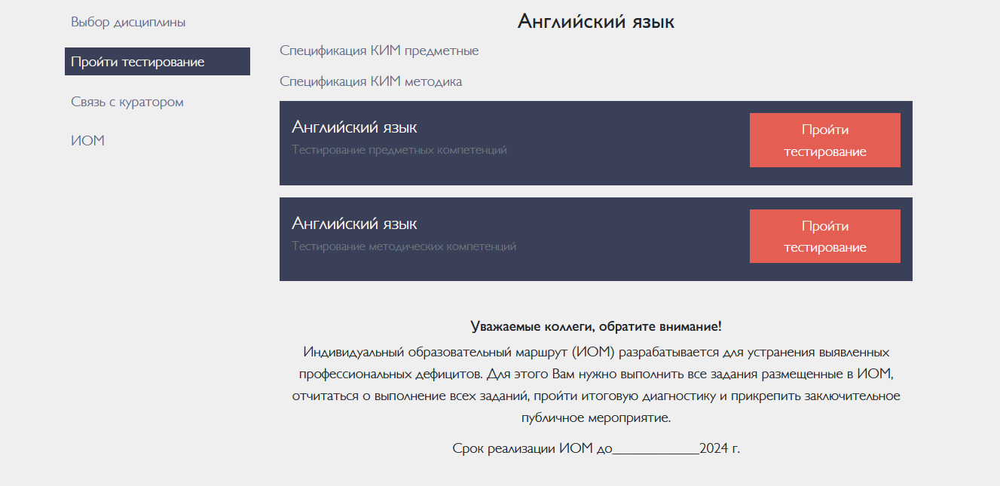 Выбор дисциплины
Пройти тестирование
Связь с куратором
ИОМ
Английский язык
Спецификация КИМ предметные
Спецификация КИМ методика
Английский язык
Тестирование предметных компетенций
Пройти
тестирование
Английский язык
Тестирование методических компетенций
Пройти
тестирование
Уважаемые коллеги, обратите внимание!
Индивидуальный образовательный маршрут (ИОМ) разрабатывается для устранения выявленных
профессиональных дефицитов. Для этого Вам нужно выполнить все задания размещенные в ИОМ,
отчитаться о выполнение всех заданий, пройти итоговую диагностику и прикрепить заключительное
публичное мероприятие.
Срок реализации ИОМ до____________2024 г.